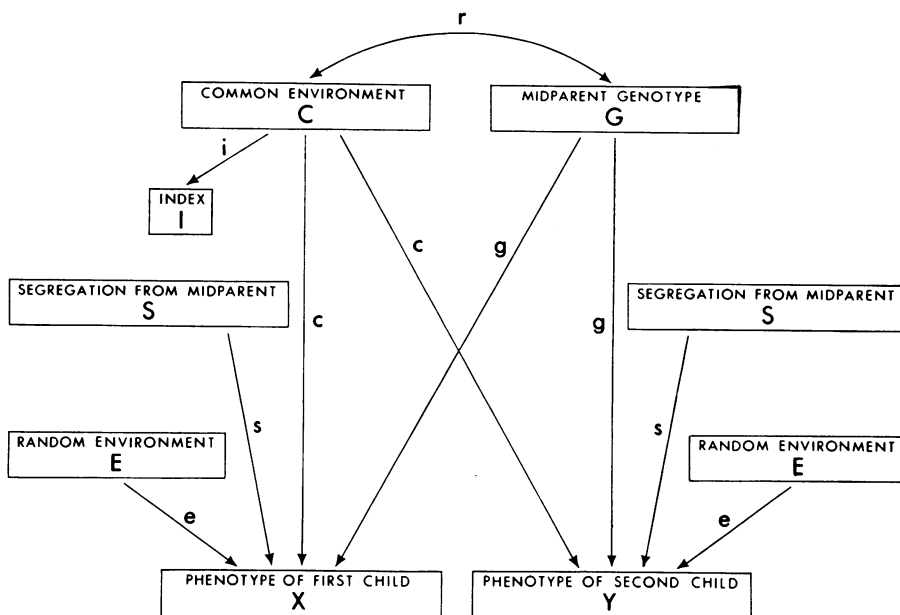 r
COMMON ENVIRONMENT
C
MIDPARENT GENOTYPE
G
i
INDEX
I
c
g
SEGREGATION FROM MIDPARENT
S
SEGREGATION FROM MIDPARENT
S
c
g
s
s
RANDOM ENVIRONMENT
E
RANDOM ENVIRONMENT
E
e
e
PHENOTYPE OF FIRST CHILD
X
PHENOTYPE OF SECOND CHILD
Y